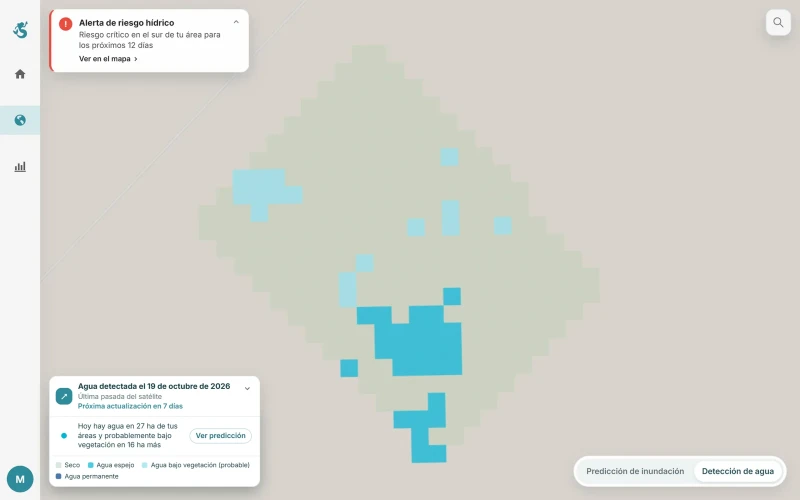 Alerta de riesgo hídrico
Riesgo crítico en el sur de tu área para
los próximos 12 días
Ver en el mapa ›
Agua detectada el 19 de octubre de 2026
Última pasada del satélite
Próxima actualización en 7 días
Hoy hay agua en 27 ha de tus
áreas y probablemente bajo
vegetación en 16 ha más
Ver predicción
Seco Agua espejo Agua bajo vegetación (probable)
Agua permanente
M
Predicción de inundación Detección de agua